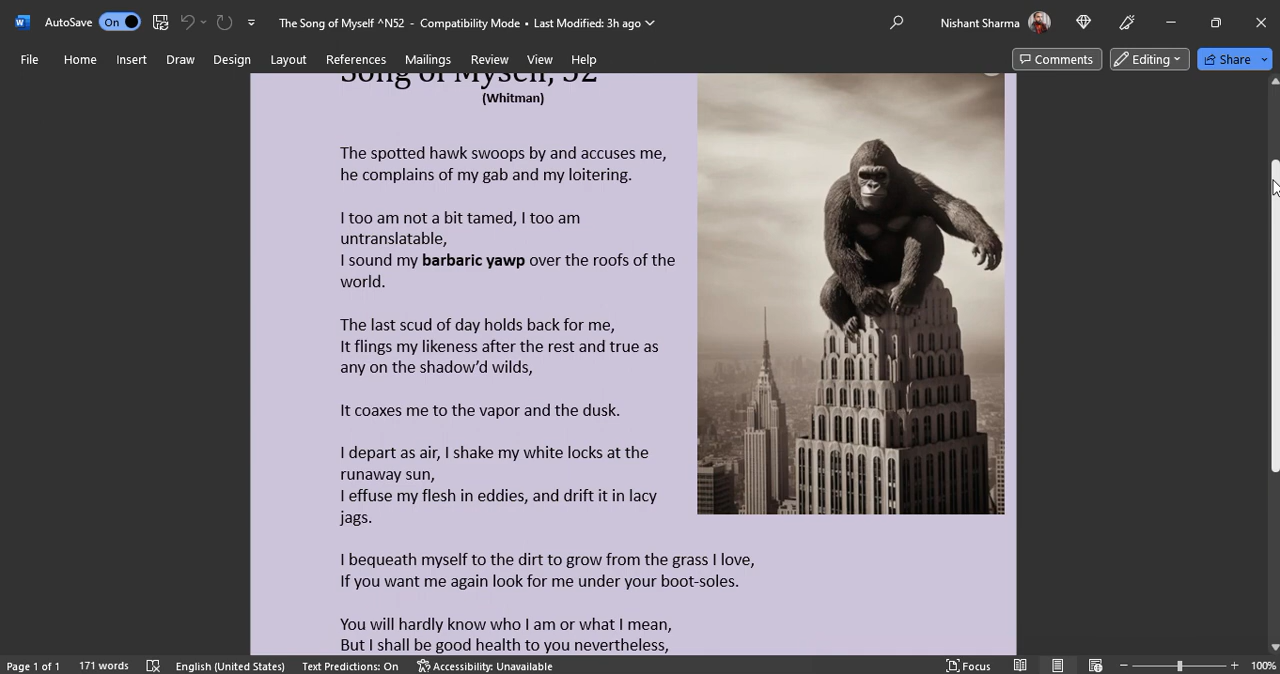 AutoSave On The Song of Myself ^N52 - Compatibility Mode • Last Modified: 3h ago Nishant Sharma
File Home Insert Draw Design Layout References Mailings Review View Help Comments Editing Share
Song of Myself, 52
(Whitman)
The spotted hawk swoops by and accuses me,
he complains of my gab and my loitering.
I too am not a bit tamed, I too am
untranslatable,
I sound my barbaric yawp over the roofs of the
world.
The last scud of day holds back for me,
It flings my likeness after the rest and true as
any on the shadow’d wilds,
It coaxes me to the vapor and the dusk.
I depart as air, I shake my white locks at the
runaway sun,
I effuse my flesh in eddies, and drift it in lacy
jags.
I bequeath myself to the dirt to grow from the grass I love,
If you want me again look for me under your boot-soles.
You will hardly know who I am or what I mean,
But I shall be good health to you nevertheless,
Page 1 of 1 171 words English (United States) Text Predictions: On Accessibility: Unavailable Focus 100%